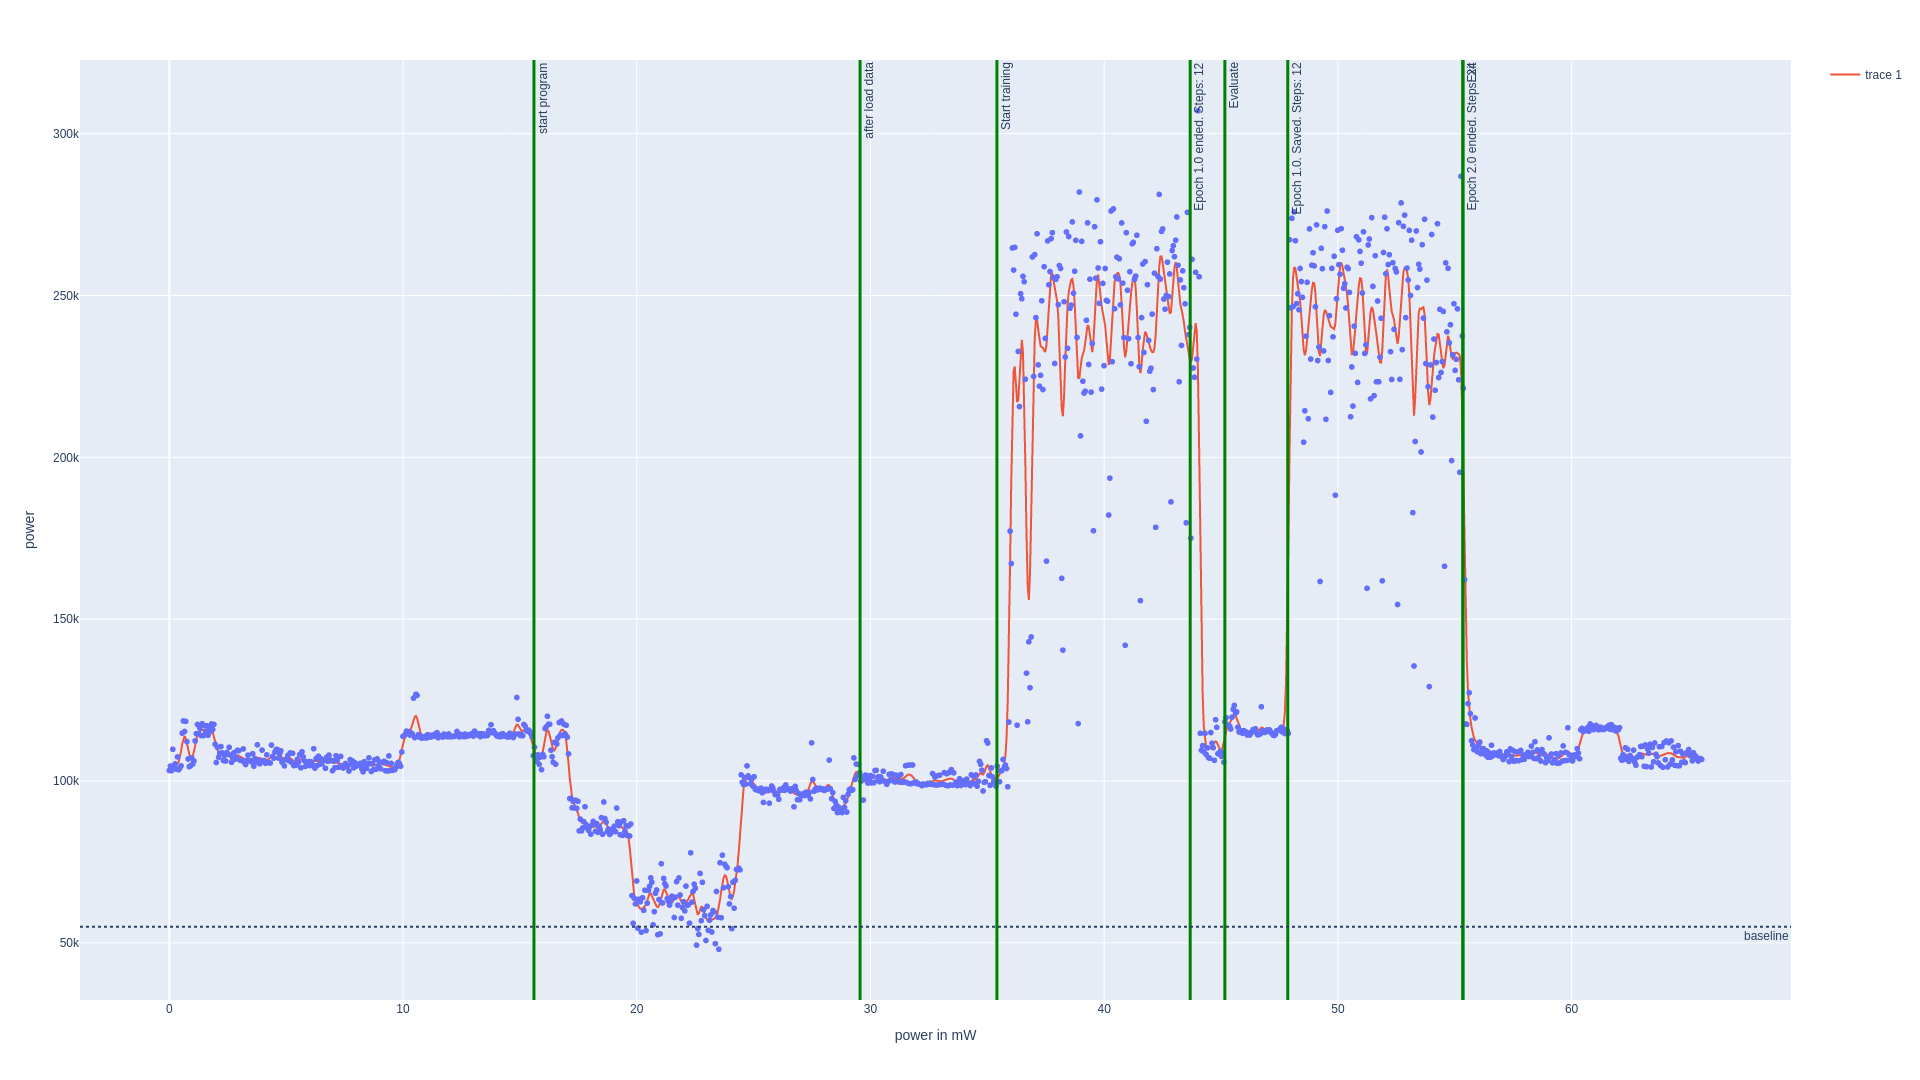 trace 1
start program
after load data
Start training
Epoch 1.0 ended. Steps: 12
Evaluate
Epoch 1.0. Saved. Steps: 12
Epoch 2.0 ended. Steps: 24
300k
250k
200k
150k
100k
50k
power
baseline
0
10
20
30
40
50
60
power in mW